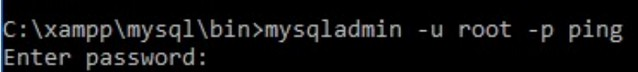 C:\xampp\mysql\bin>mysqladmin -u root -p ping
Enter password: